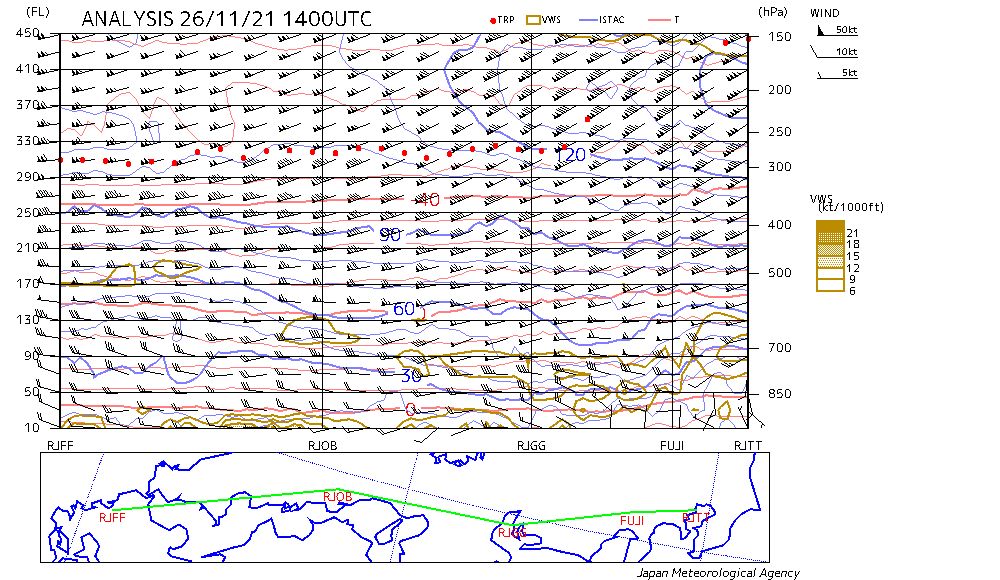 (FL) ANALYSIS 26/11/21 1400UTC TRP VWS ISTAC T (hPa) WIND
450 150 50kt
10kt
410 5kt
200
370
250
330
120
300
290
-40 VWS
250 (kt/1000ft)
90 400
21
210 18
15
500 12
170 9
60 6
130
700
90
30
50 850
0
10
RJFF RJOB RJGG FUJI RJTT
RJOB
RJFF FUJI RJTT
RJGG
Japan Meteorological Agency